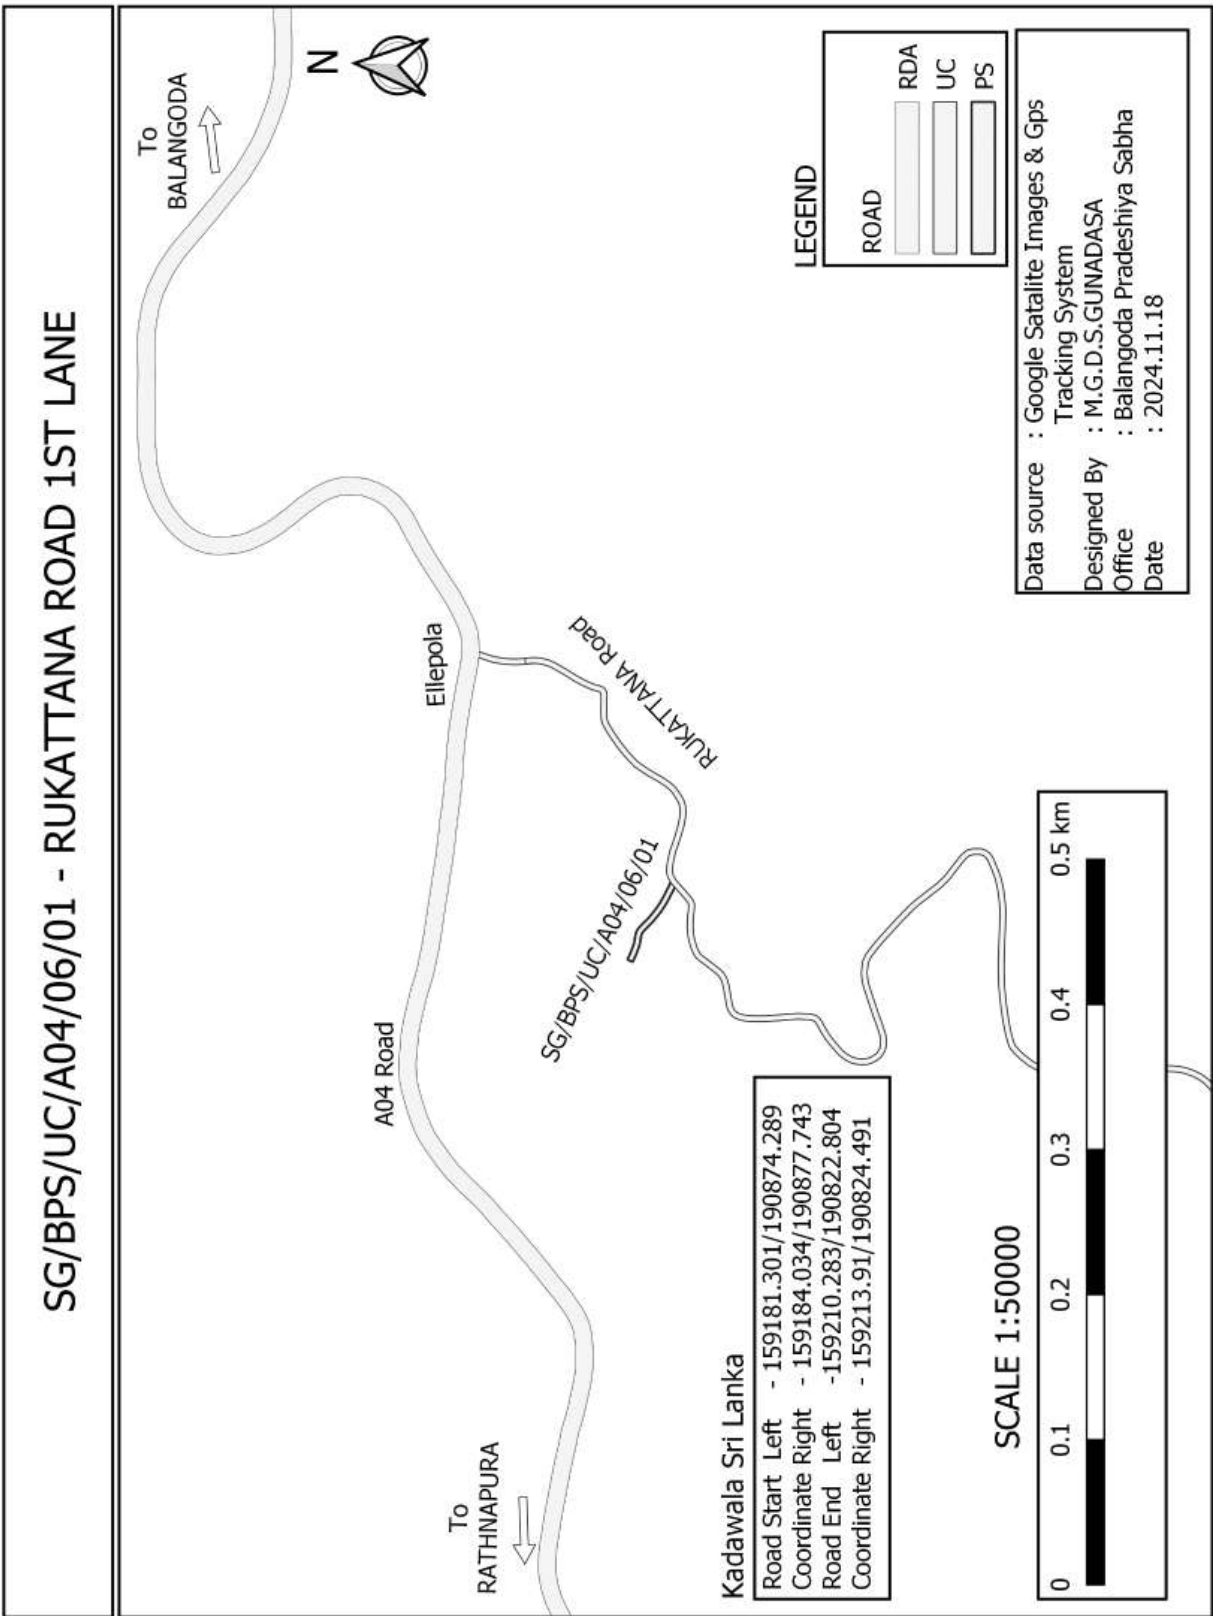 SG/BPS/UC/A04/06/01 - RUKATTANA ROAD 1ST LANE
To
BALANGODA
N
Ellepola
A04 Road
To
RATHNAPURA
RUKATTANA Road
SG/BPS/UC/A04/06/01
LEGEND
ROAD
RDA
UC
PS
Kadawala Sri Lanka
Road Start Left - 159181.301/190874.289
Coordinate Right - 159184.034/190877.743
Road End Left -159210.283/190822.804
Coordinate Right - 159213.91/190824.491
SCALE 1:50000
0 0.1 0.2 0.3 0.4 0.5 km
Data source : Google Satalite Images & Gps
Tracking System
Designed By : M.G.D.S.GUNADASA
Office : Balangoda Pradeshiya Sabha
Date : 2024.11.18